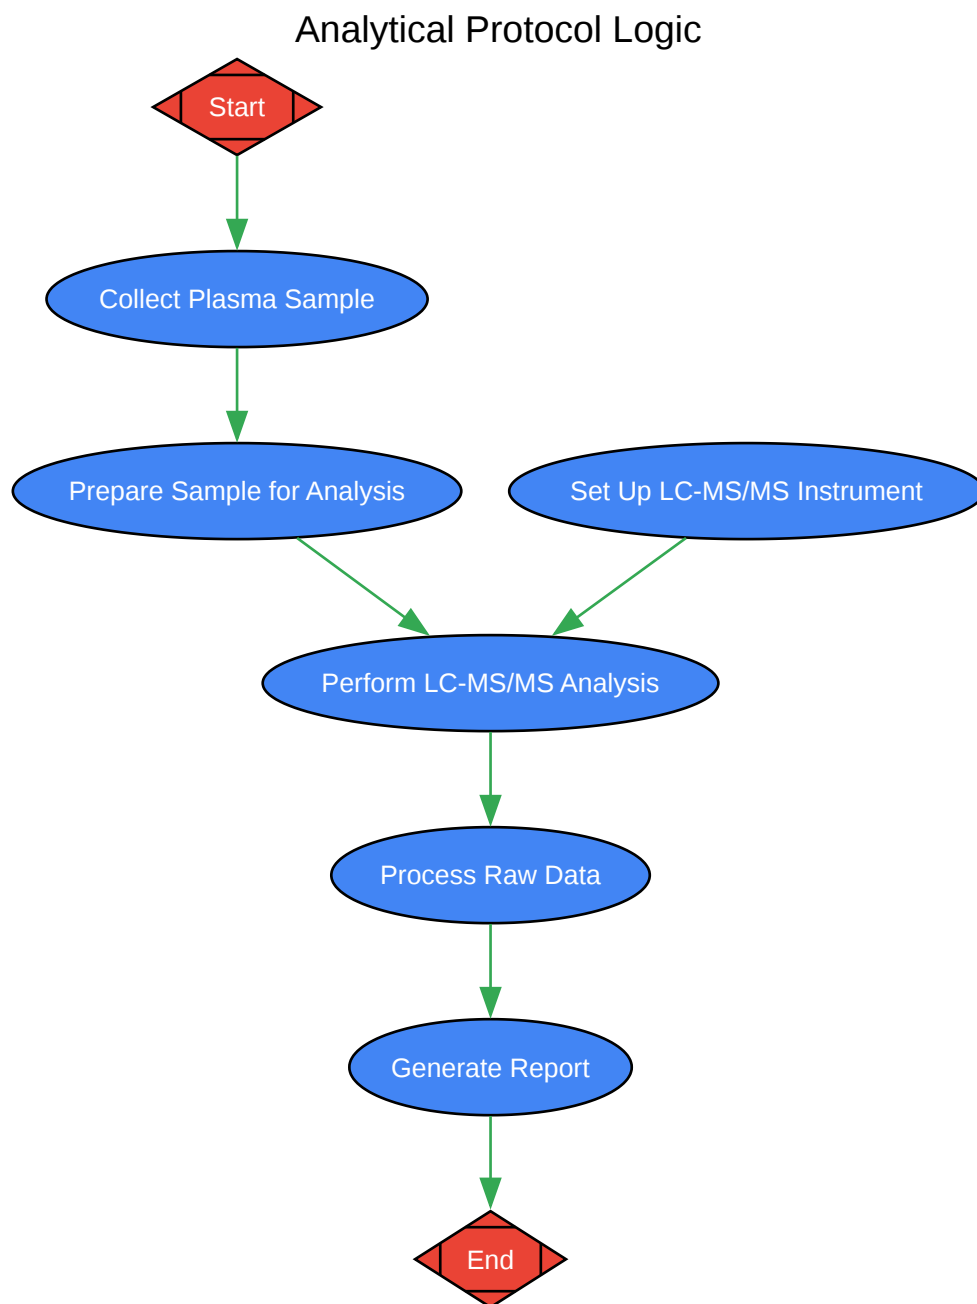 Analytical Protocol Logic
Start
Collect Plasma Sample
Prepare Sample for Analysis
Set Up LC-MS/MS Instrument
Perform LC-MS/MS Analysis
Process Raw Data
Generate Report
End